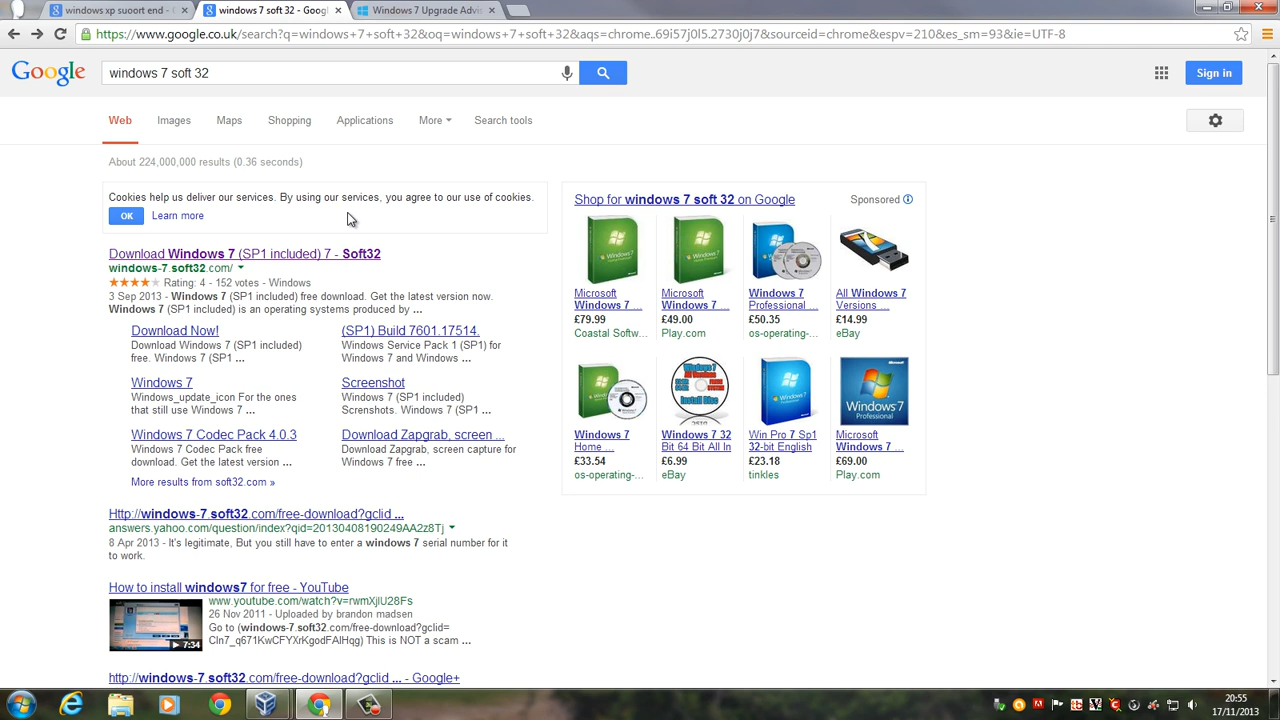 windows xp suoort end -
windows 7 soft 32 - Goog
Windows 7 Upgrade Advis
https://www.google.co.uk/search?q=windows+7+soft+32&oq=windows+7+soft+32&aqs=chrome..69i57j0l5.2730j0j7&sourceid=chrome&espv=210&es_sm=93&ie=UTF-8
Google
windows 7 soft 32
Sign in
Web Images Maps Shopping Applications More Search tools
About 224,000,000 results (0.36 seconds)
Cookies help us deliver our services. By using our services, you agree to our use of cookies.
OK Learn more
Download Windows 7 (SP1 included) 7 - Soft32
windows-7.soft32.com/
Rating: 4 - 152 votes - Windows
3 Sep 2013 - Windows 7 (SP1 included) free download. Get the latest version now.
Windows 7 (SP1 included) is an operating systems produced by ...
Download Now!
Download Windows 7 (SP1 included)
free. Windows 7 (SP1 ...
(SP1) Build 7601.17514.
Windows Service Pack 1 (SP1) for
Windows 7 and Windows ...
Windows 7
Windows_update_icon For the ones
that still use Windows 7 ...
Screenshot
Windows 7 (SP1 included)
Screnshots. Windows 7 (SP1 ...
Windows 7 Codec Pack 4.0.3
Windows 7 Codec Pack free
download. Get the latest version ...
Download Zapgrab, screen ...
Download Zapgrab, screen capture for
Windows 7 free ...
More results from soft32.com »
Http://windows-7.soft32.com/free-download?gclid ...
answers.yahoo.com/question/index?qid=20130408190249AA2z8Tj
8 Apr 2013 - It's legitimate, But you still have to enter a windows 7 serial number for it
to work.
How to install windows7 for free - YouTube
www.youtube.com/watch?v=rwmXjlU28Fs
26 Nov 2011 - Uploaded by brandon madsen
Go to (windows-7.soft32.com/free-download?gclid=
Cln7_q671KwCFYXrKgodFAlHqg) This is NOT a scam ...
7:34
http://windows-7.soft32.com/free-download?gclid ... - Google+
Shop for windows 7 soft 32 on Google
Sponsored
Microsoft
Windows 7 ...
£79.99
Coastal Softw...
Microsoft
Windows 7 ...
£49.00
Play.com
Windows 7
Professional ...
£50.35
os-operating-...
All Windows 7
Versions ...
£14.99
eBay
Windows 7
Home ...
£33.54
os-operating-...
Windows 7 32
Bit 64 Bit All In
£6.99
eBay
Win Pro 7 Sp1
32-bit English
£23.18
tinkles
Windows 7
Professional
Microsoft
Windows 7 ...
£69.00
Play.com
20:55
17/11/2013